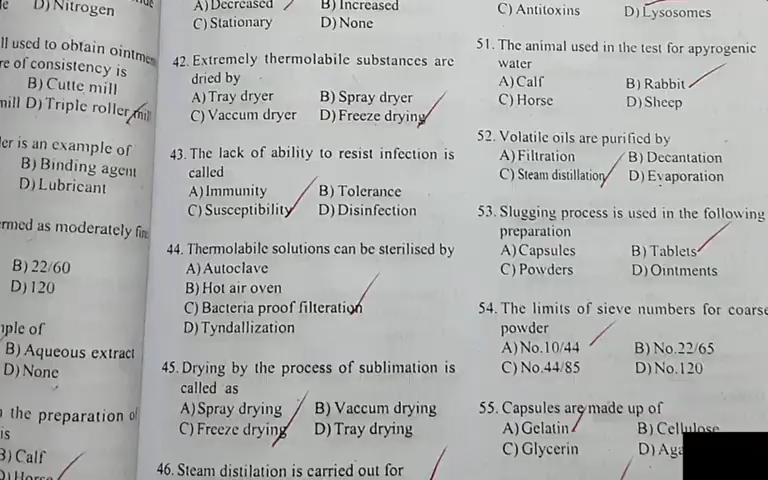 D) Nitrogen
ll used to obtain
re of consistency is
B) Cutte mill
mill D) Triple roller mill
ler is an example of
B) Binding agent
D) Lubricant
rmed as moderately
B) 22/60
D) 120
ple of
B) Aqueous extract
D) None
the preparation
is
B) Calf
D) Horse
A) Decreased B) Increased
C) Stationary D) None
42. Extremely thermolabile substances are
dried by
A) Tray dryer B) Spray dryer
C) Vaccum dryer D) Freeze drying
43. The lack of ability to resist infection is
called
A) Immunity B) Tolerance
C) Susceptibility D) Disinfection
44. Thermolabile solutions can be sterilised by
A) Autoclave
B) Hot air oven
C) Bacteria proof filteration
D) Tyndallization
45. Drying by the process of sublimation is
called as
A) Spray drying B) Vaccum drying
C) Freeze drying D) Tray drying
46. Steam distilation is carried out for
C) Antitoxins D) Lysosomes
51. The animal used in the test for apyrogenic
water
A) Calf B) Rabbit
C) Horse D) Sheep
52. Volatile oils are purified by
A) Filtration B) Decantation
C) Steam distillation D) Evaporation
53. Slugging process is used in the following
preparation
A) Capsules B) Tablets
C) Powders D) Ointments
54. The limits of sieve numbers for coarse
powder
A) No.10/44 B) No.22/65
C) No.44/85 D) No.120
55. Capsules are made up of
A) Gelatin B) Cellulose
C) Glycerin D) Aga